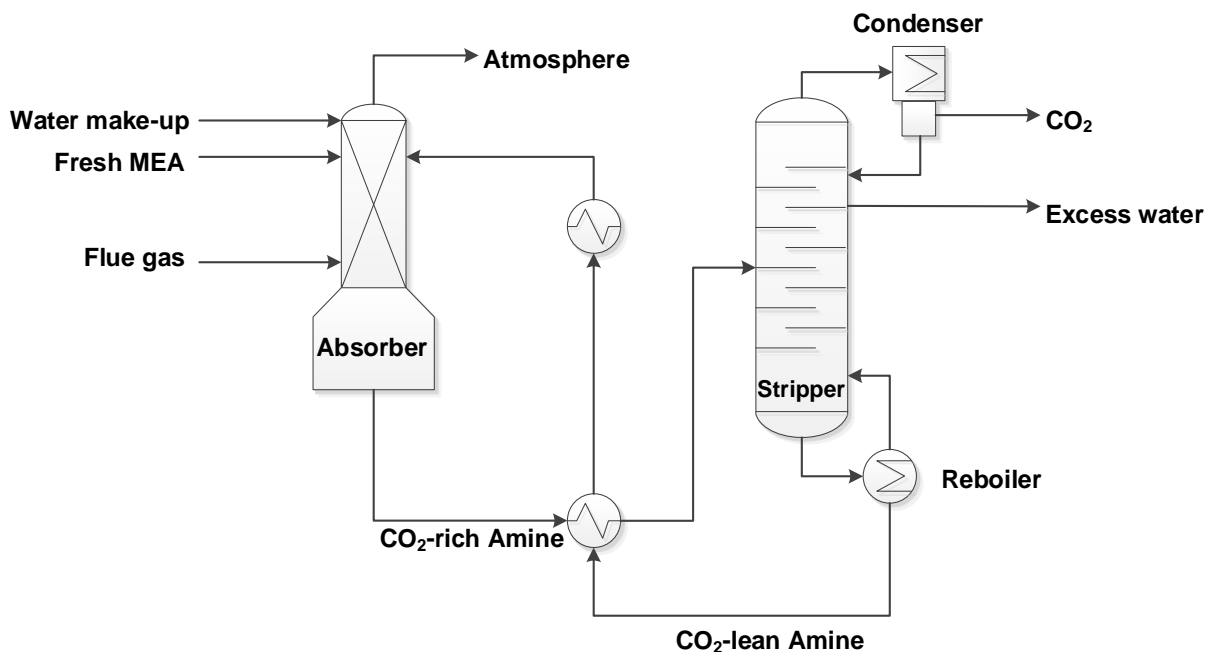 Condenser
Atmosphere
Water make-up
CO₂
Fresh MEA
Excess water
Flue gas
Absorber
Stripper
Reboiler
CO₂-rich Amine
CO₂-lean Amine